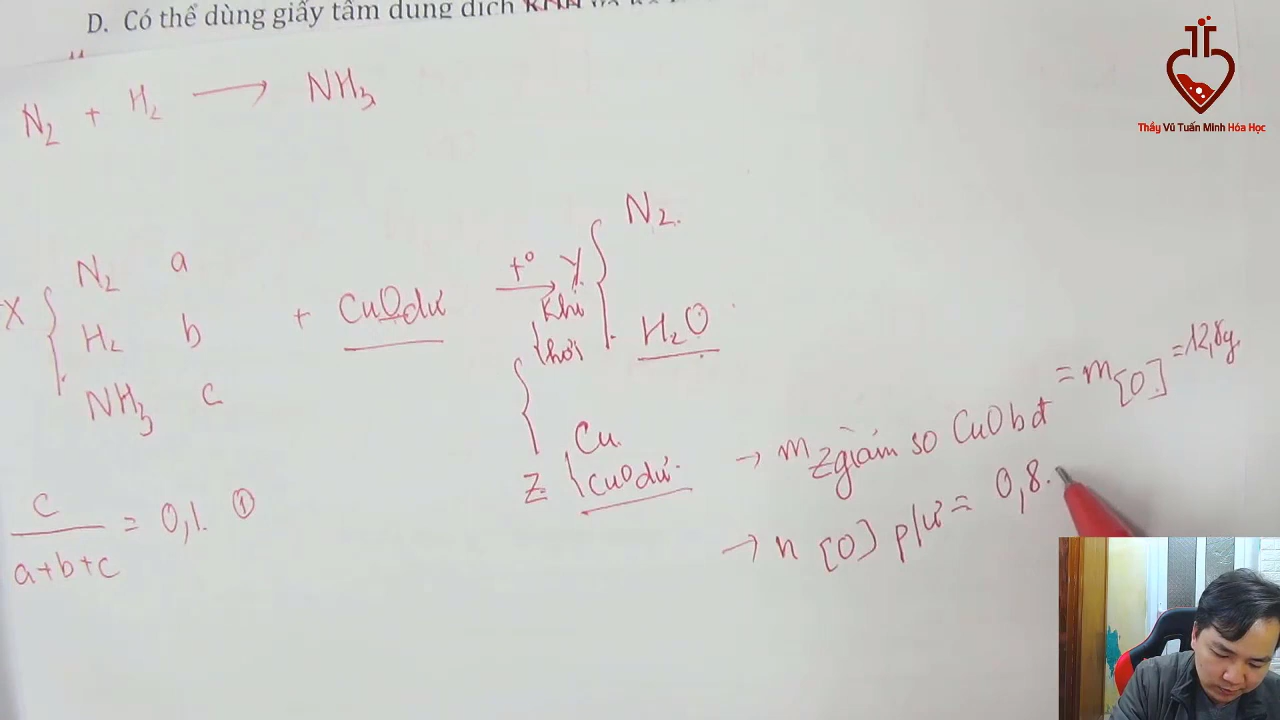 D. Có thể dùng giấy tẩm dung dịch
Thầy Vũ Tuấn Minh Hóa Học
N₂ + H₂ ⟶ NH₃
X { N₂ a
H₂ b
NH₃ c
+ CuO dư
t°
Y
Khí
hơi
N₂.
H₂O
Z
Cu.
CuO dư.
→ m Z giảm so CuO bđ = m [O] = 12,8g.
→ n [O] p/ư = 0,8.
c / (a+b+c) = 0,1. ①